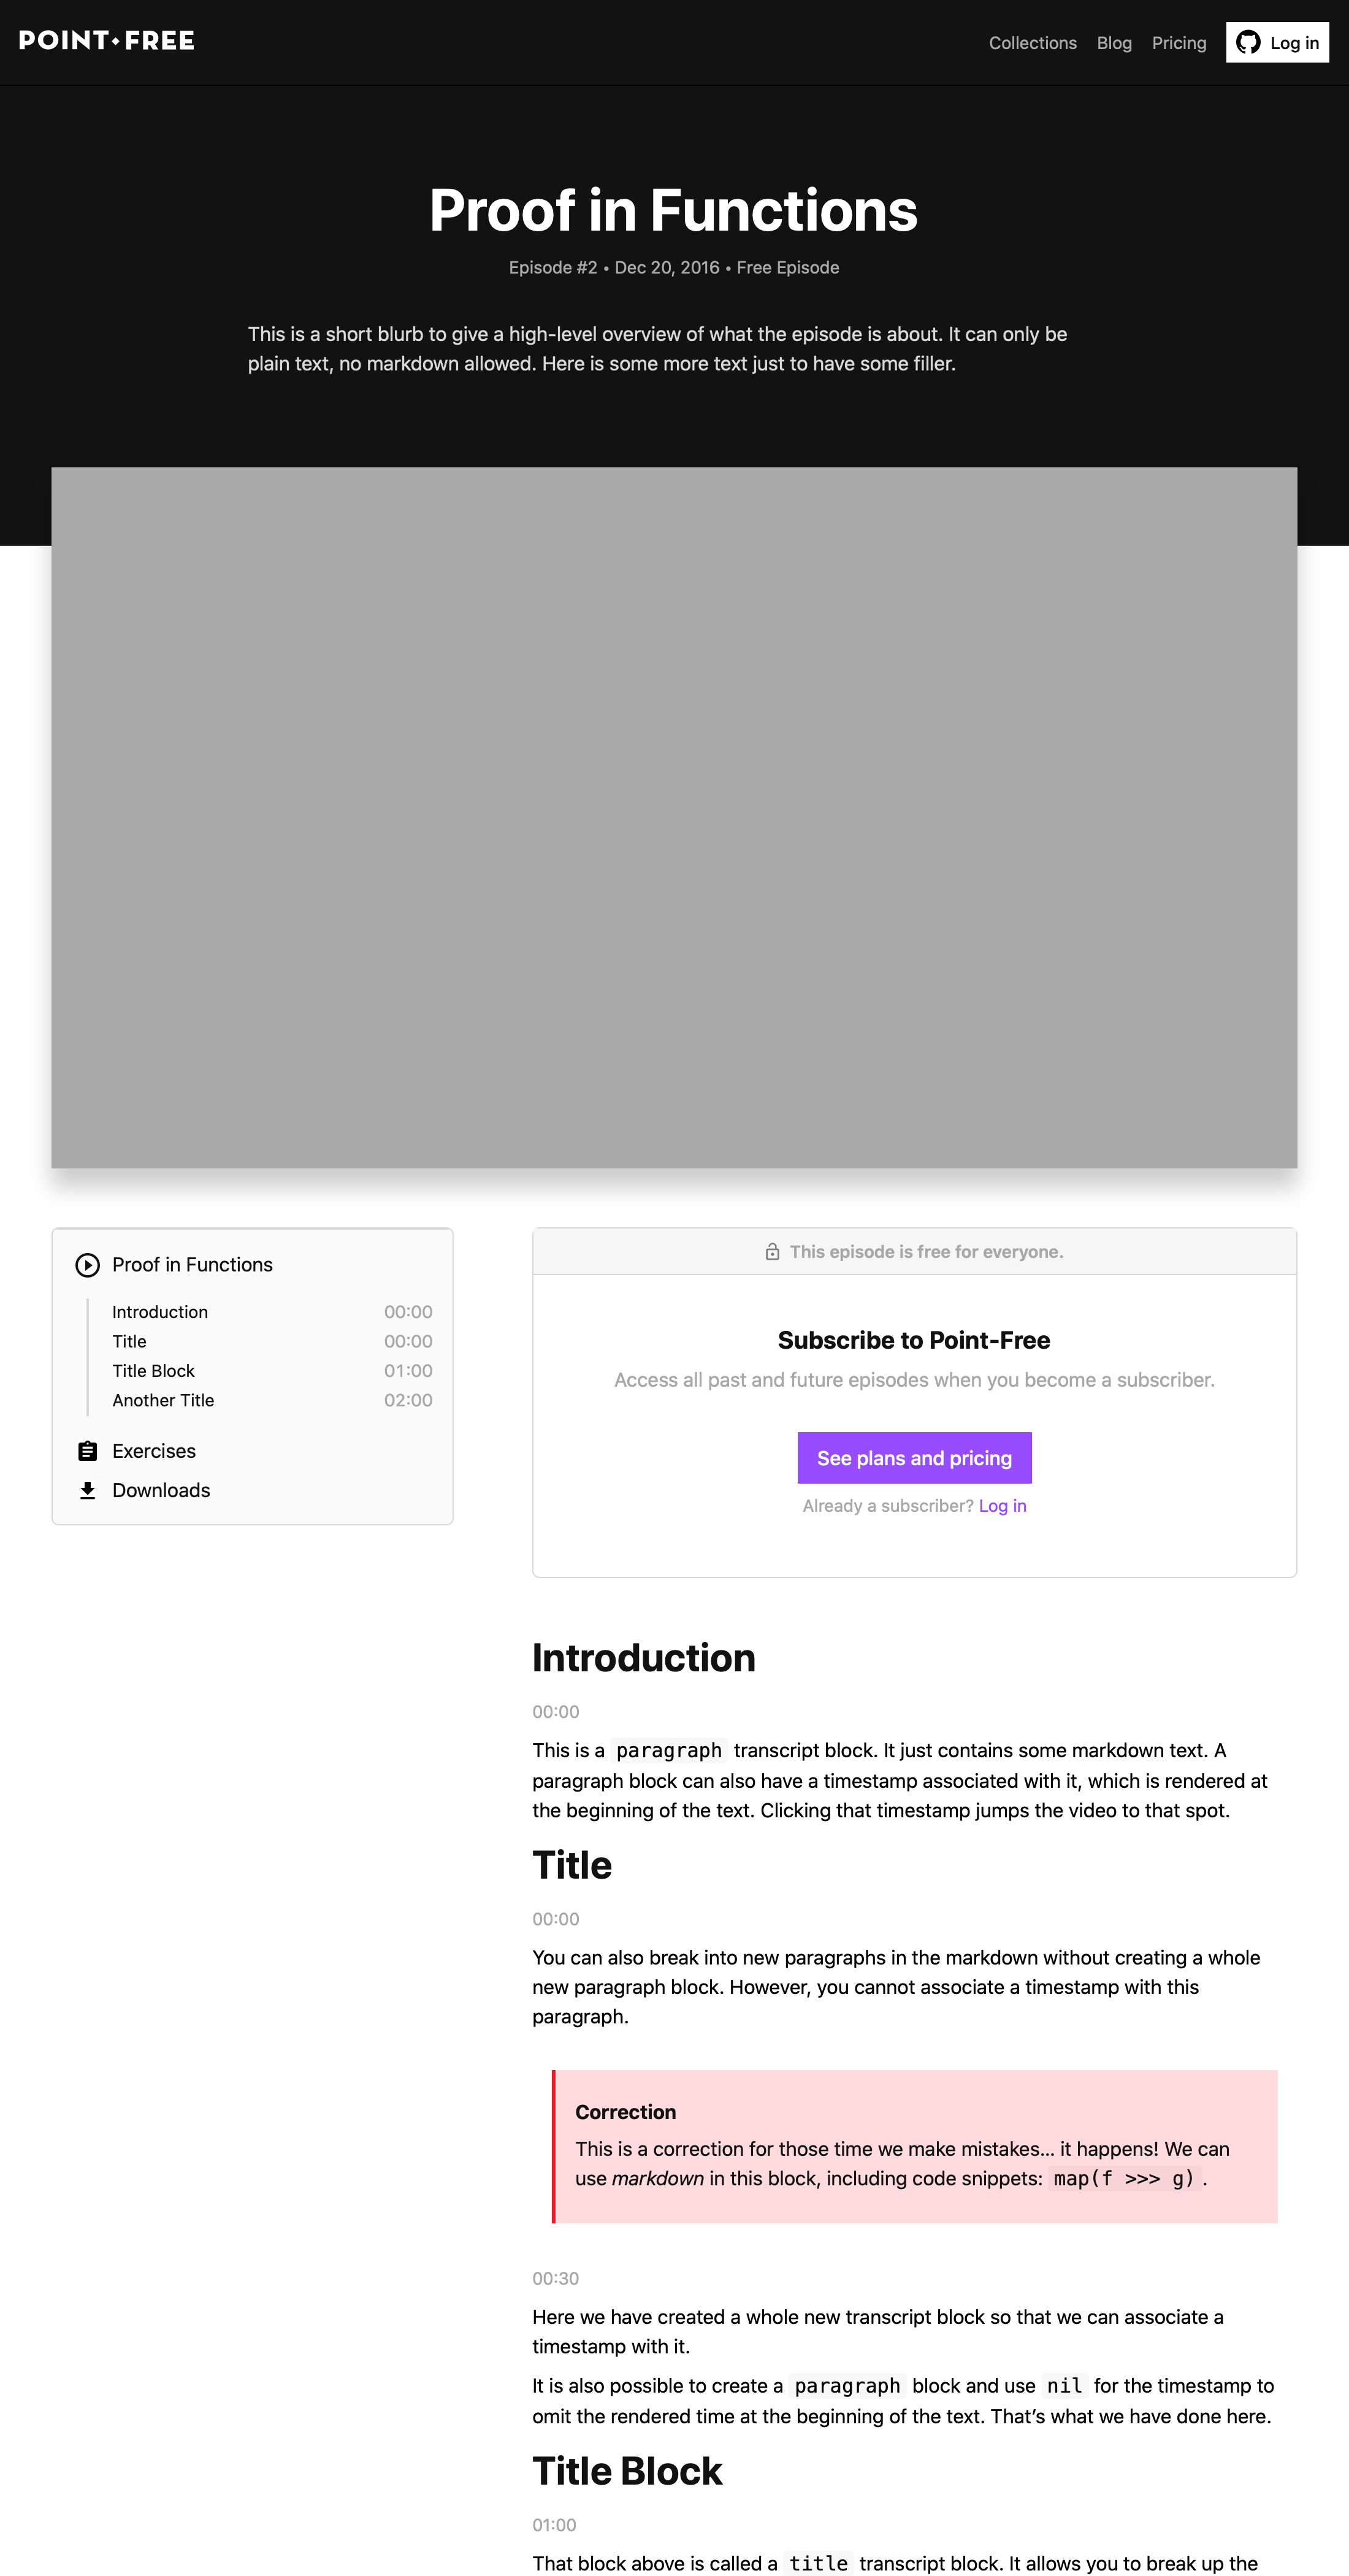 POINT·FREE
Collections Blog Pricing Log in
Proof in Functions
Episode #2 • Dec 20, 2016 • Free Episode
This is a short blurb to give a high-level overview of what the episode is about. It can only be
plain text, no markdown allowed. Here is some more text just to have some filler.
Proof in Functions
Introduction 00:00
Title 00:00
Title Block 01:00
Another Title 02:00
Exercises
Downloads
This episode is free for everyone.
Subscribe to Point-Free
Access all past and future episodes when you become a subscriber.
See plans and pricing
Already a subscriber? Log in
Introduction
00:00
This is a paragraph transcript block. It just contains some markdown text. A
paragraph block can also have a timestamp associated with it, which is rendered at
the beginning of the text. Clicking that timestamp jumps the video to that spot.
Title
00:00
You can also break into new paragraphs in the markdown without creating a whole
new paragraph block. However, you cannot associate a timestamp with this
paragraph.
Correction
This is a correction for those time we make mistakes… it happens! We can
use markdown in this block, including code snippets: map(f >>> g).
00:30
Here we have created a whole new transcript block so that we can associate a
timestamp with it.
It is also possible to create a paragraph block and use nil for the timestamp to
omit the rendered time at the beginning of the text. That’s what we have done here.
Title Block
01:00
That block above is called a title transcript block. It allows you to break up the